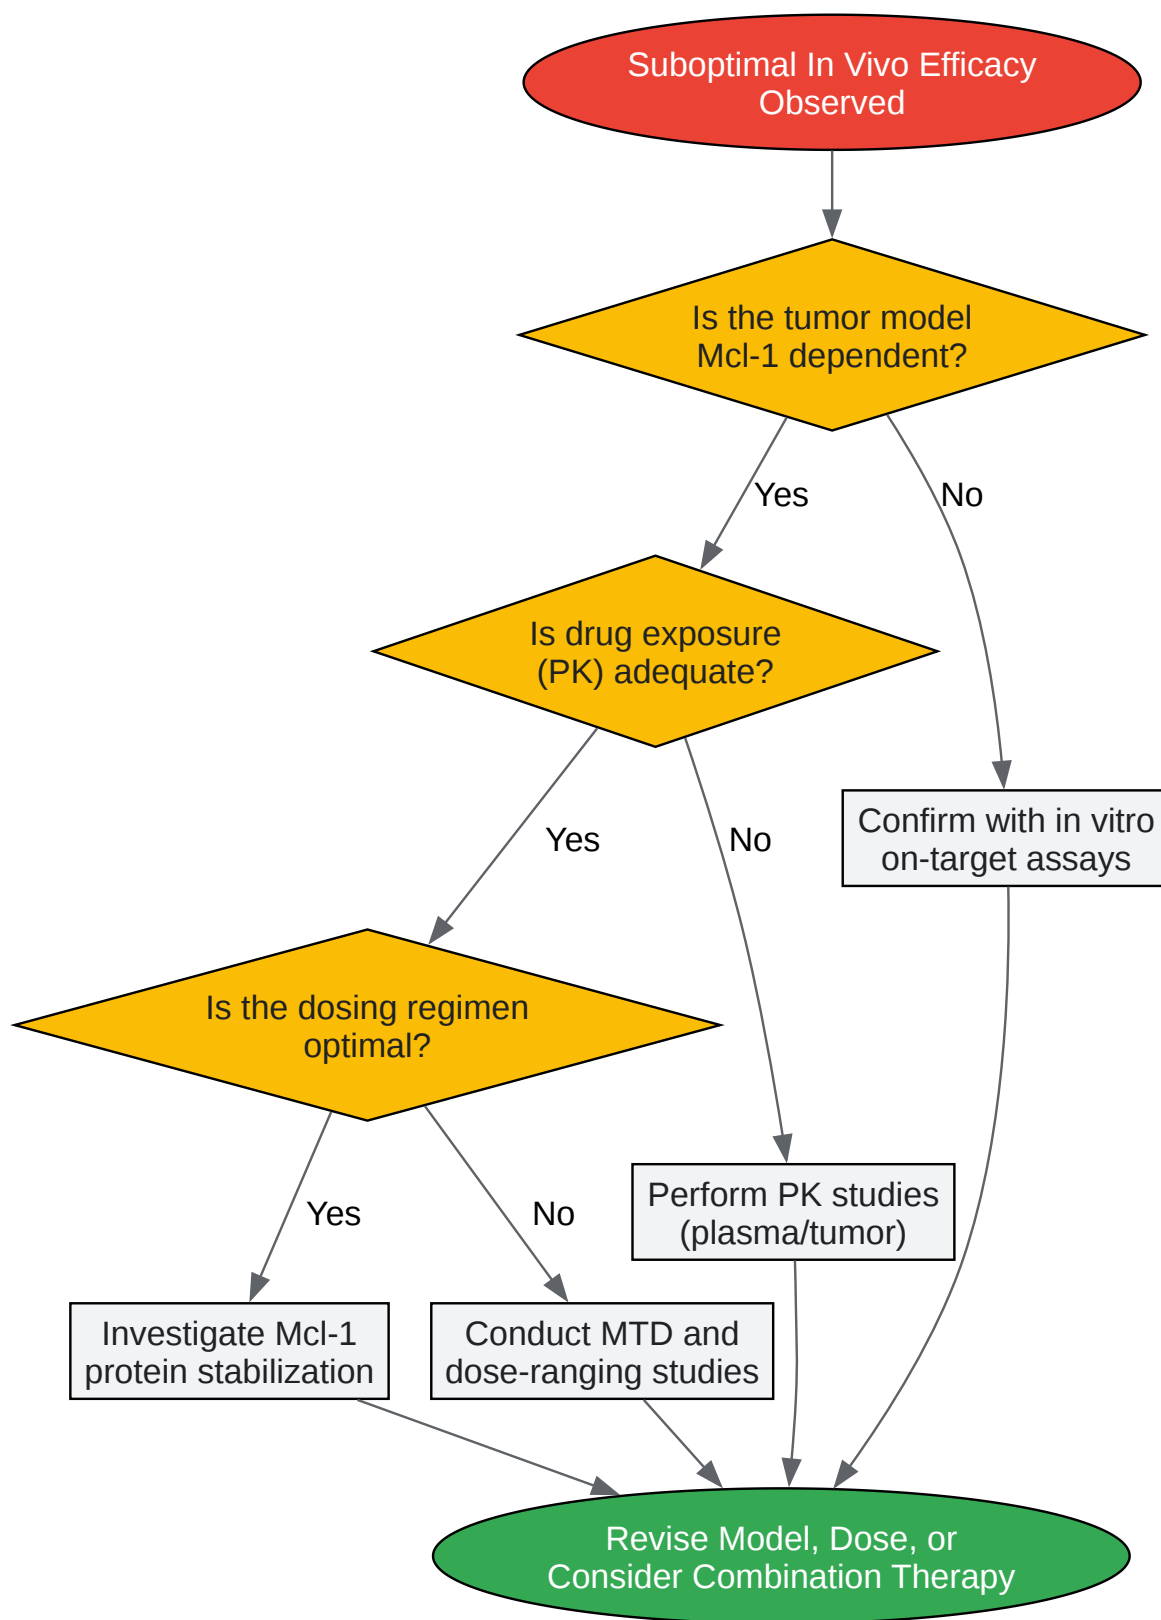 Suboptimal In Vivo Efficacy
Observed
Is the tumor model
Mcl-1 dependent?
Yes
No
Is drug exposure
(PK) adequate?
Confirm with in vitro
on-target assays
Yes
No
Is the dosing regimen
optimal?
Yes
No
Perform PK studies
(plasma/tumor)
Investigate Mcl-1
protein stabilization
Conduct MTD and
dose-ranging studies
Revise Model, Dose, or
Consider Combination Therapy